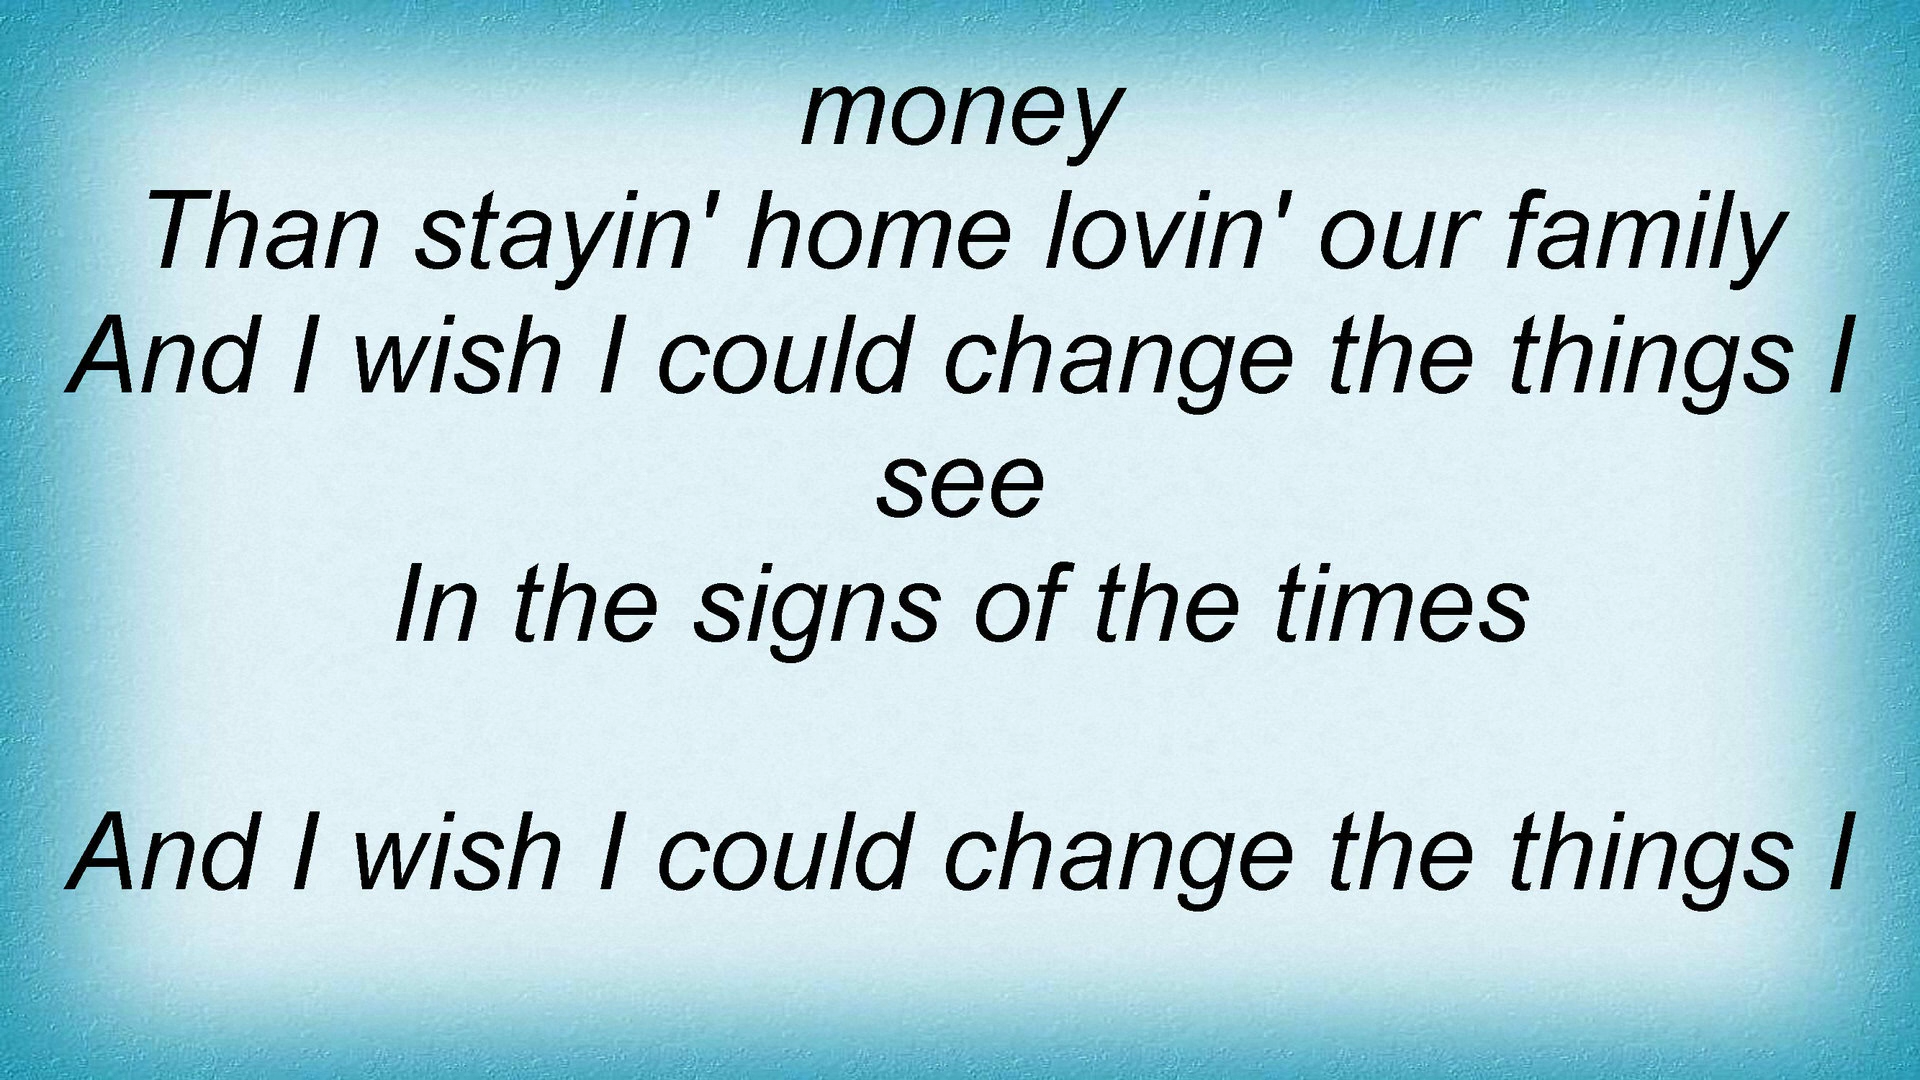 money
Than stayin' home lovin' our family
And I wish I could change the things I
see
In the signs of the times
And I wish I could change the things I